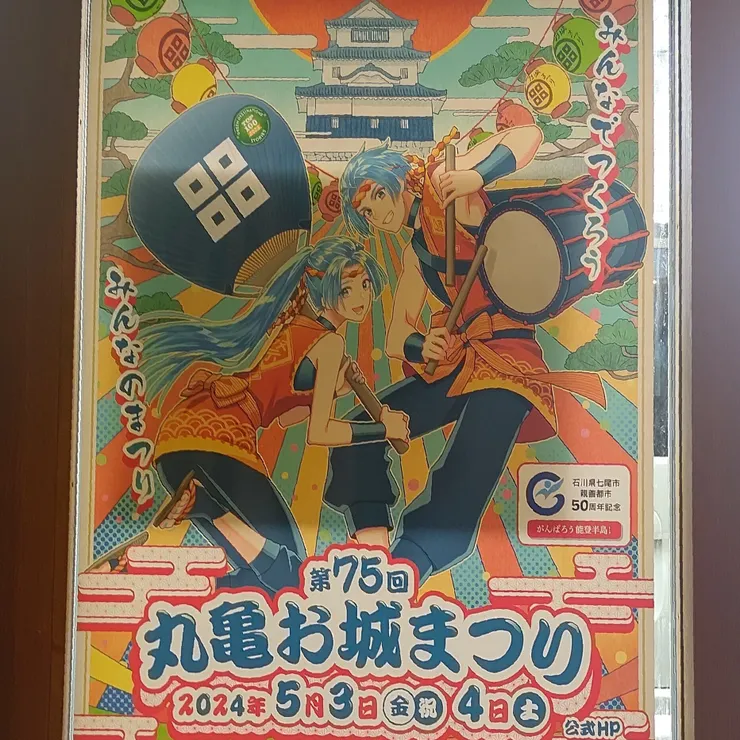 みんなでつくろう
みんなのまつり
TOP
100
石川県七尾市
親善都市
50周年記念
がんばろう能登半島!
第75回
丸亀お城まつり
2024年5月3日金祝4日土
公式HP